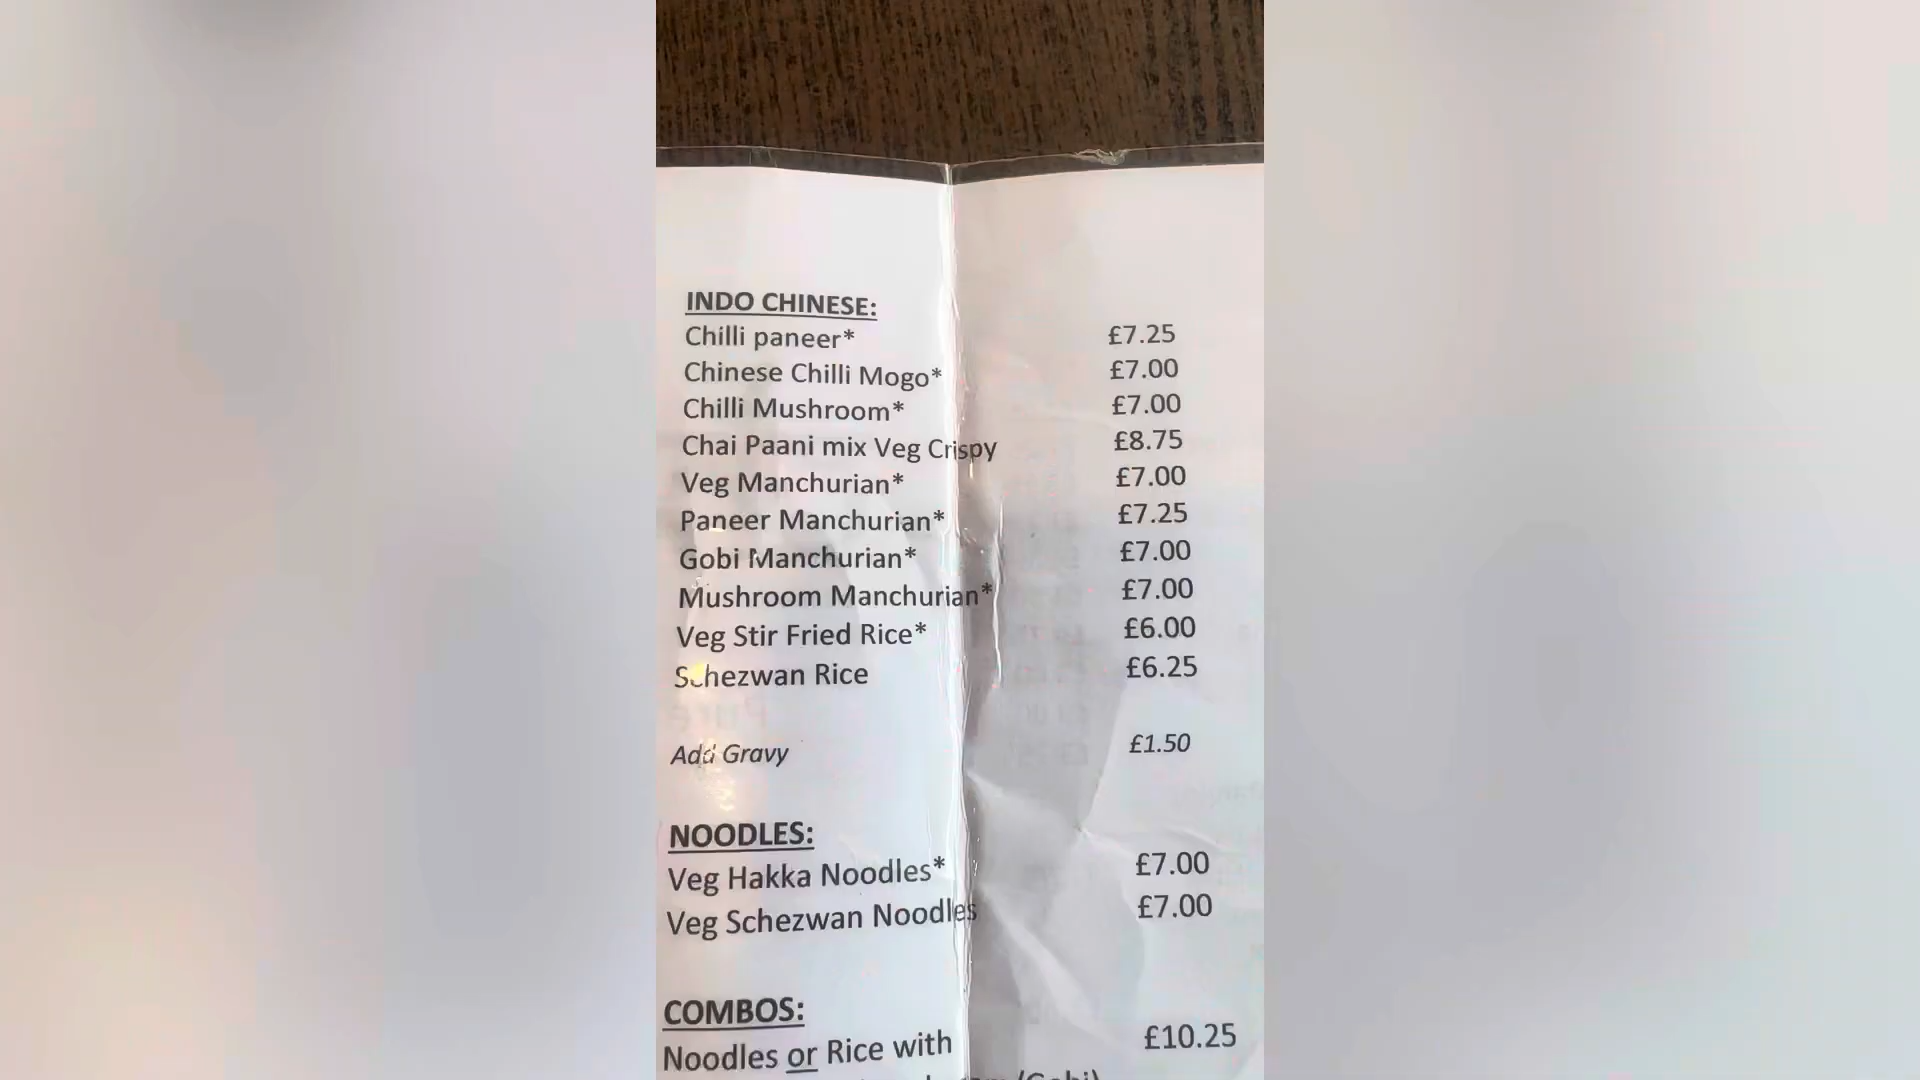 INDO CHINESE:
Chilli paneer* £7.25
Chinese Chilli Mogo* £7.00
Chilli Mushroom* £7.00
Chai Paani mix Veg Crispy £8.75
Veg Manchurian* £7.00
Paneer Manchurian* £7.25
Gobi Manchurian* £7.00
Mushroom Manchurian* £7.00
Veg Stir Fried Rice* £6.00
Schezwan Rice £6.25
Add Gravy £1.50
NOODLES:
Veg Hakka Noodles* £7.00
Veg Schezwan Noodles £7.00
COMBOS:
Noodles or Rice with £10.25